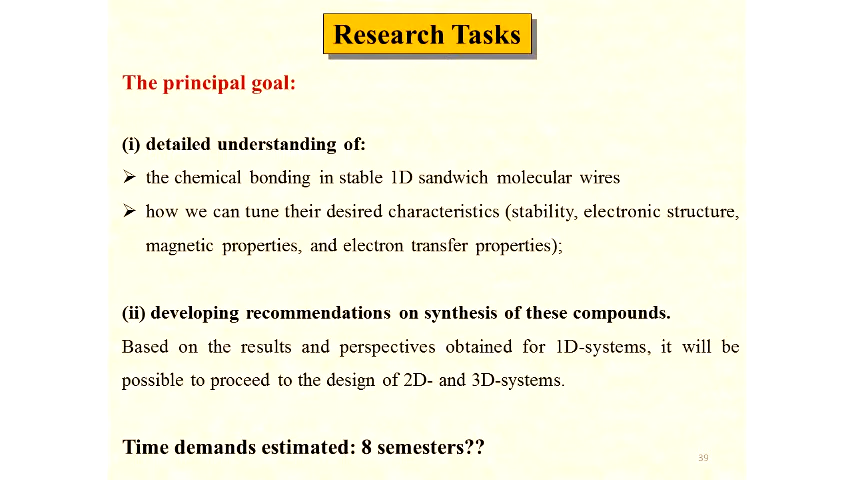 Research Tasks
The principal goal:
(i) detailed understanding of:
➢ the chemical bonding in stable 1D sandwich molecular wires
➢ how we can tune their desired characteristics (stability, electronic structure,
magnetic properties, and electron transfer properties);
(ii) developing recommendations on synthesis of these compounds.
Based on the results and perspectives obtained for 1D-systems, it will be
possible to proceed to the design of 2D- and 3D-systems.
Time demands estimated: 8 semesters??
39